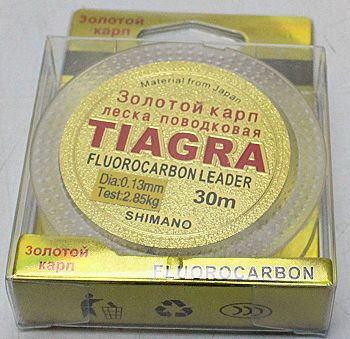 Золотой
карп
Material from Japan
Золотой карп
леска поводковая
TIAGRA
FLUOROCARBON LEADER
Dia:0.13mm
Test:2.85kg
30m
SHIMANO
Золотой
карп
FLUOROCARBON